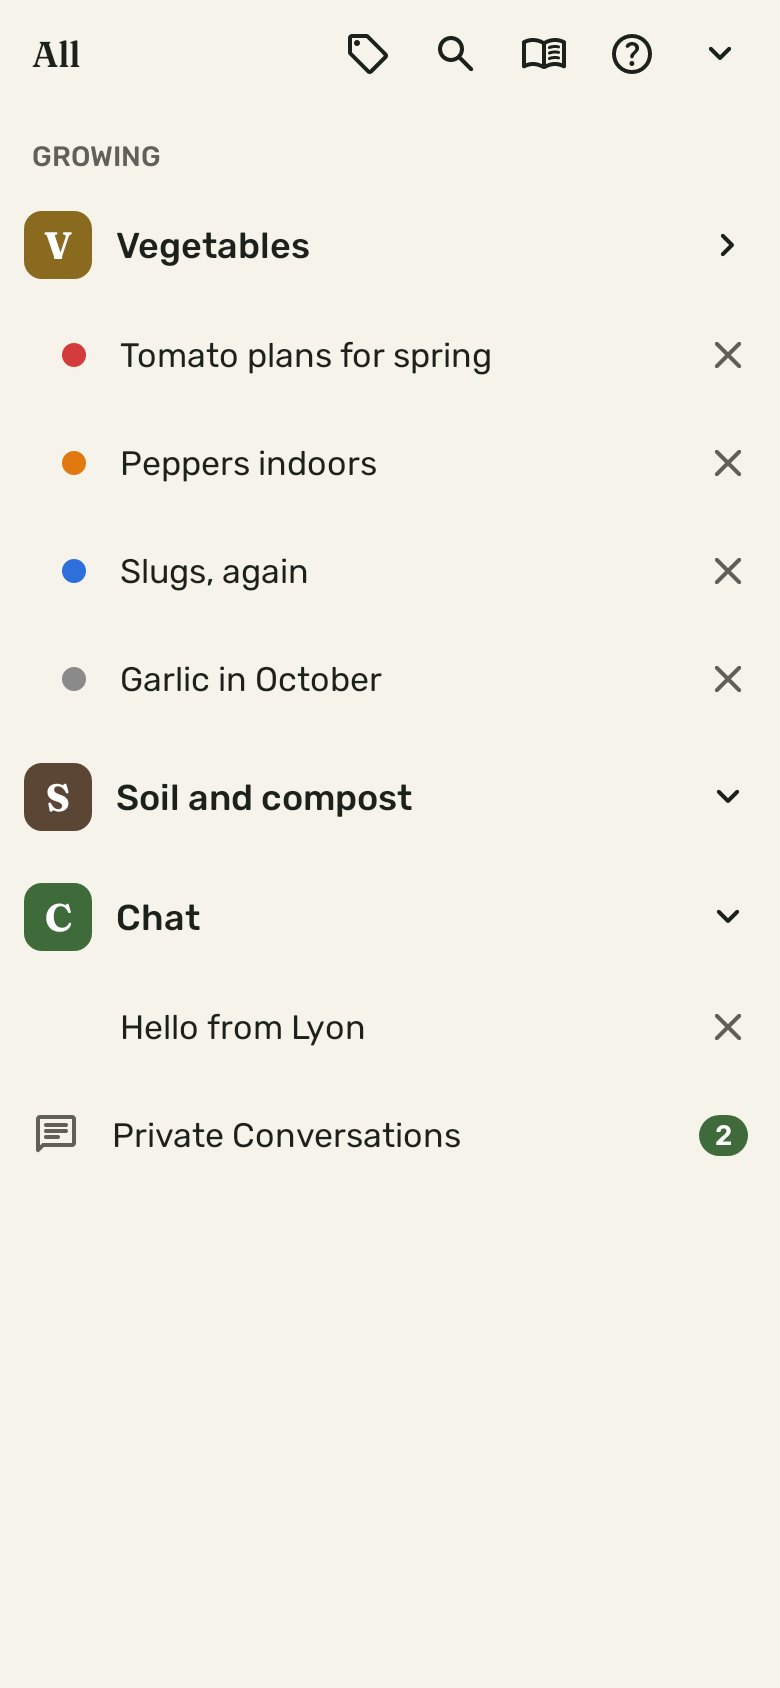 All
GROWING
V Vegetables
Tomato plans for spring
Peppers indoors
Slugs, again
Garlic in October
S Soil and compost
C Chat
Hello from Lyon
Private Conversations 2